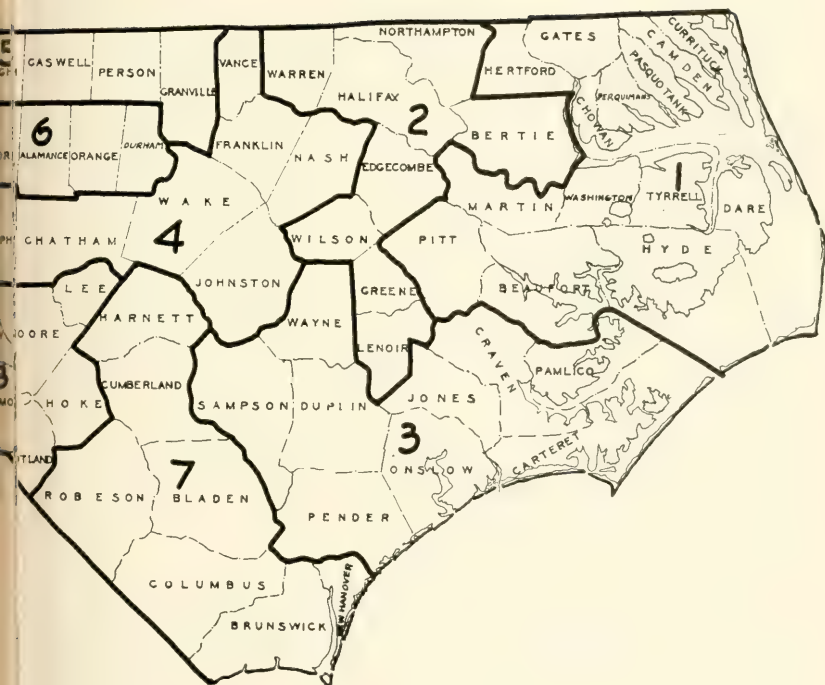 NORTHAMPTON
GATES
CURRITUCK
CAMDEN
PASQUOTANK
CASWELL
PERSON
GRANVILLE
VANCE
WARREN
HERTFORD
PERQUIMANS
CHOWAN
HALIFAX
2
BERTIE
6
ALAMANCE
ORANGE
DURHAM
FRANKLIN
NASH
EDGECOMBE
WAKE
MARTIN
WASHINGTON
1
TYRRELL
DARE
CHATHAM
4
WILSON
PITT
HYDE
LEE
JOHNSTON
GREENE
BEAUFORT
HARNETT
WAYNE
OORE
LENOIR
CRAVEN
PAMLICO
CUMBERLAND
HOKE
SAMPSON
DUPLIN
JONES
3
CARTERET
TLAND
7
ONSLOW
ROBESON
BLADEN
PENDER
COLUMBUS
W HANOVER
BRUNSWICK